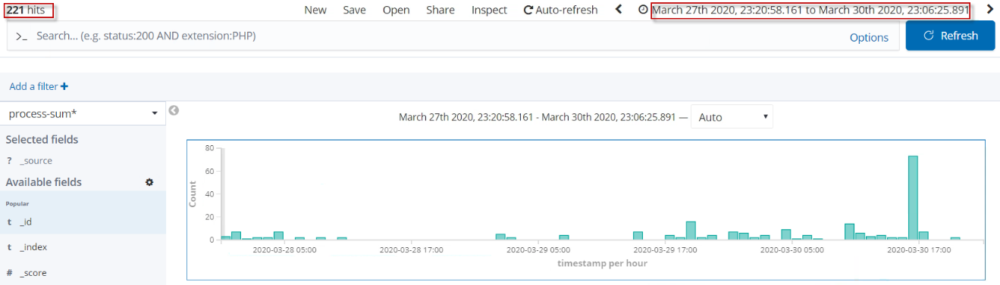 221 hits New Save Open Share Inspect Auto-refresh March 27th 2020, 23:20:58.161 to March 30th 2020, 23:06:25.891
>_ Search... (e.g. status:200 AND extension:PHP) Options Refresh
Add a filter +
process-sum*
March 27th 2020, 23:20:58.161 - March 30th 2020, 23:06:25.891 — Auto
Selected fields
? _source
Available fields
Popular
t _id
t _index
# _score
80
60
40
20
0
Count
2020-03-28 05:00 2020-03-28 17:00 2020-03-29 05:00 2020-03-29 17:00 2020-03-30 05:00 2020-03-30 17:00
timestamp per hour